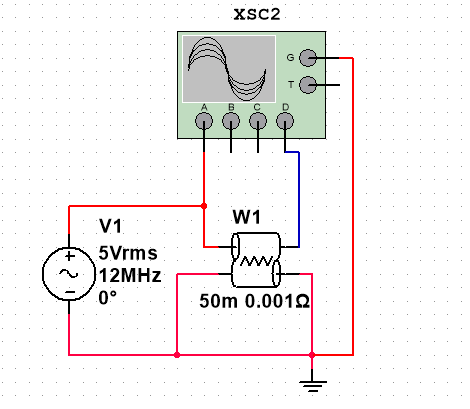 XSC2
G
T
A B C D
V1
5Vrms
12MHz
0°
W1
50m 0.001Ω